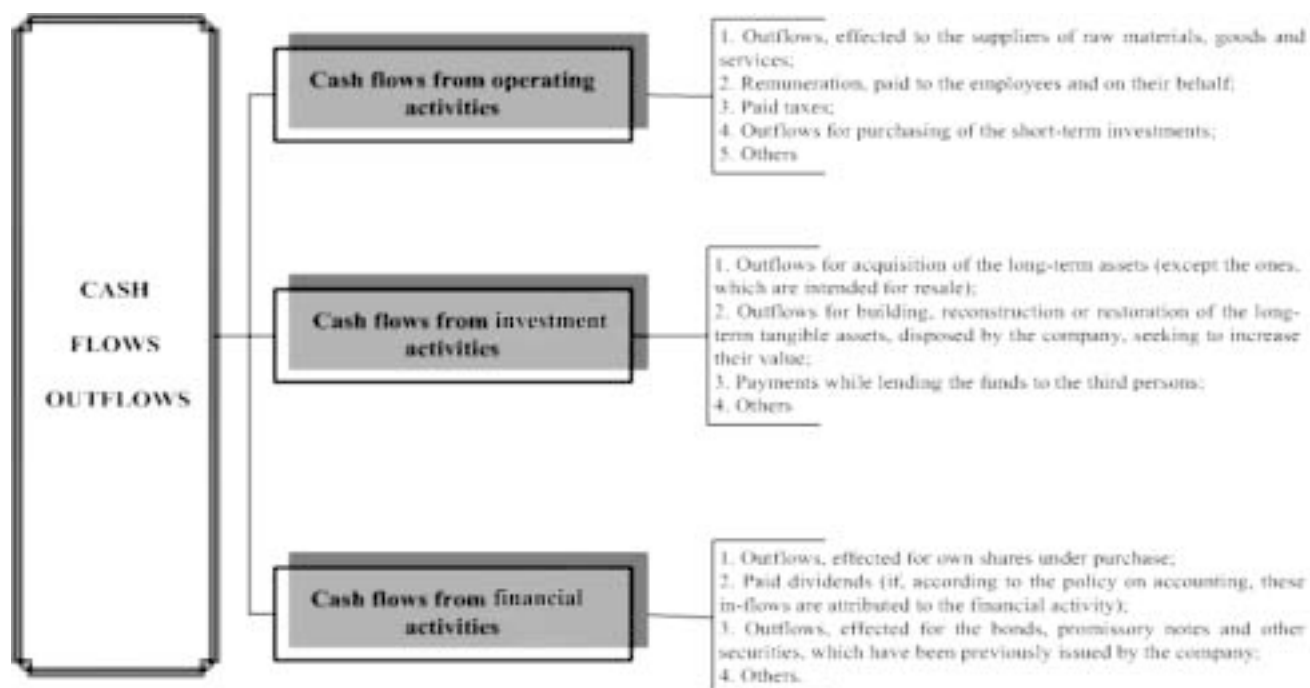 CASH
FLOWS
OUTFLOWS
Cash flows from operating
activities
1. Outflows, effected to the suppliers of raw materials, goods and
services;
2. Remuneration, paid to the employees and on their behalf;
3. Paid taxes;
4. Outflows for purchasing of the short-term investments;
5. Others
Cash flows from investment
activities
1. Outflows for acquisition of the long-term assets (except the ones,
which are intended for resale);
2. Outflows for building, reconstruction or restoration of the long-
term tangible assets, disposed by the company, seeking to increase
their value;
3. Payments while lending the funds to the third persons;
4. Others
Cash flows from financial
activities
1. Outflows, effected for own shares under purchase;
2. Paid dividends (if, according to the policy on accounting, these
in-flows are attributed to the financial activity);
3. Outflows, effected for the bonds, promissory notes and other
securities, which have been previously issued by the company;
4. Others.